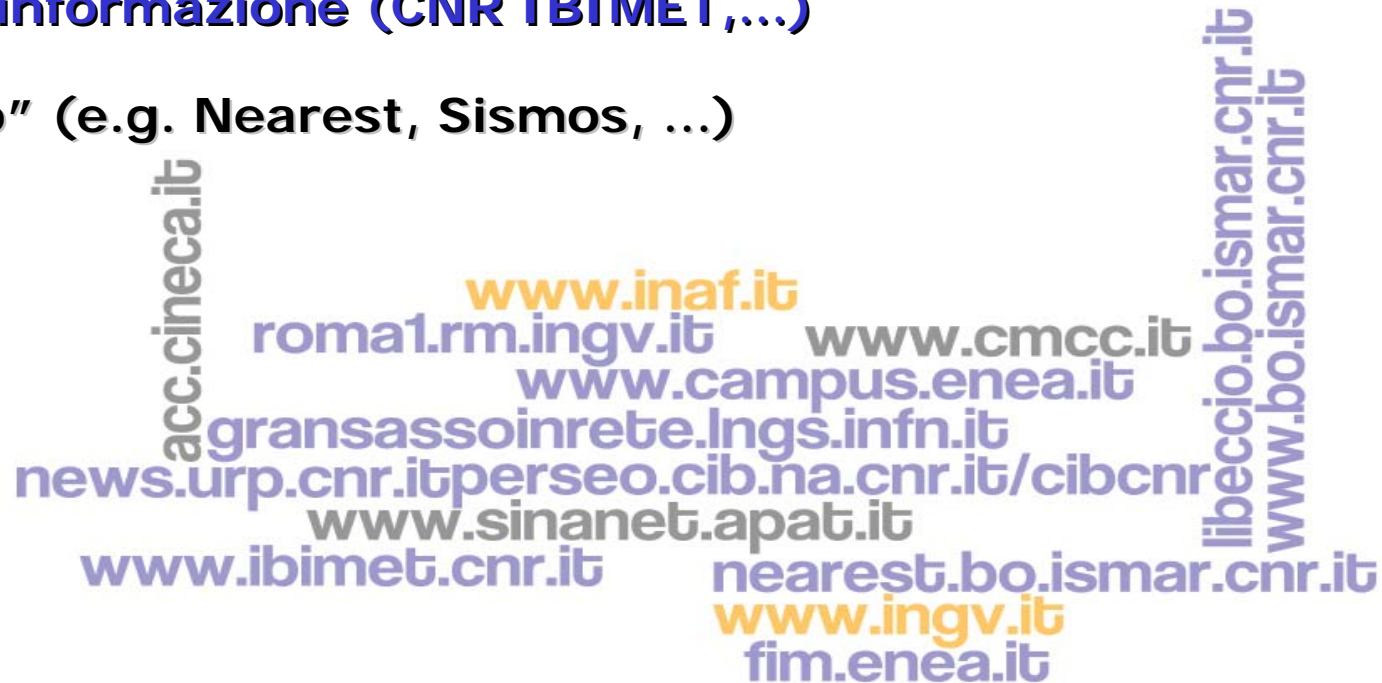 informazione (CNR IBIMET,...)
o" (e.g. Nearest, Sismos, ...)
acc.cineca.it
libeccio.bo.ismar.cnr.it
www.bo.ismar.cnr.it
www.inaf.it
roma1.rm.ingv.it
www.cmcc.it
www.campus.enea.it
gransassoinrete.lngs.infn.it
news.urp.cnr.it
perseo.cib.na.cnr.it/cibcnr
www.sinanet.apat.it
www.ibimet.cnr.it
nearest.bo.ismar.cnr.it
www.ingv.it
fim.enea.it